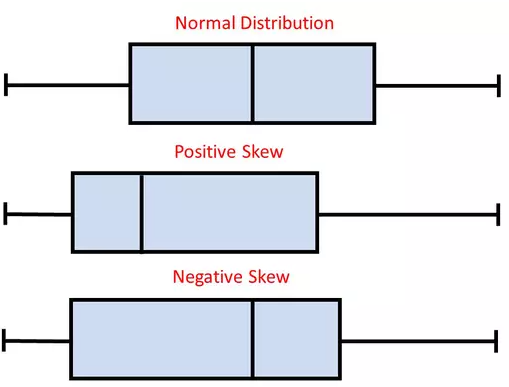 Normal Distribution
Positive Skew
Negative Skew